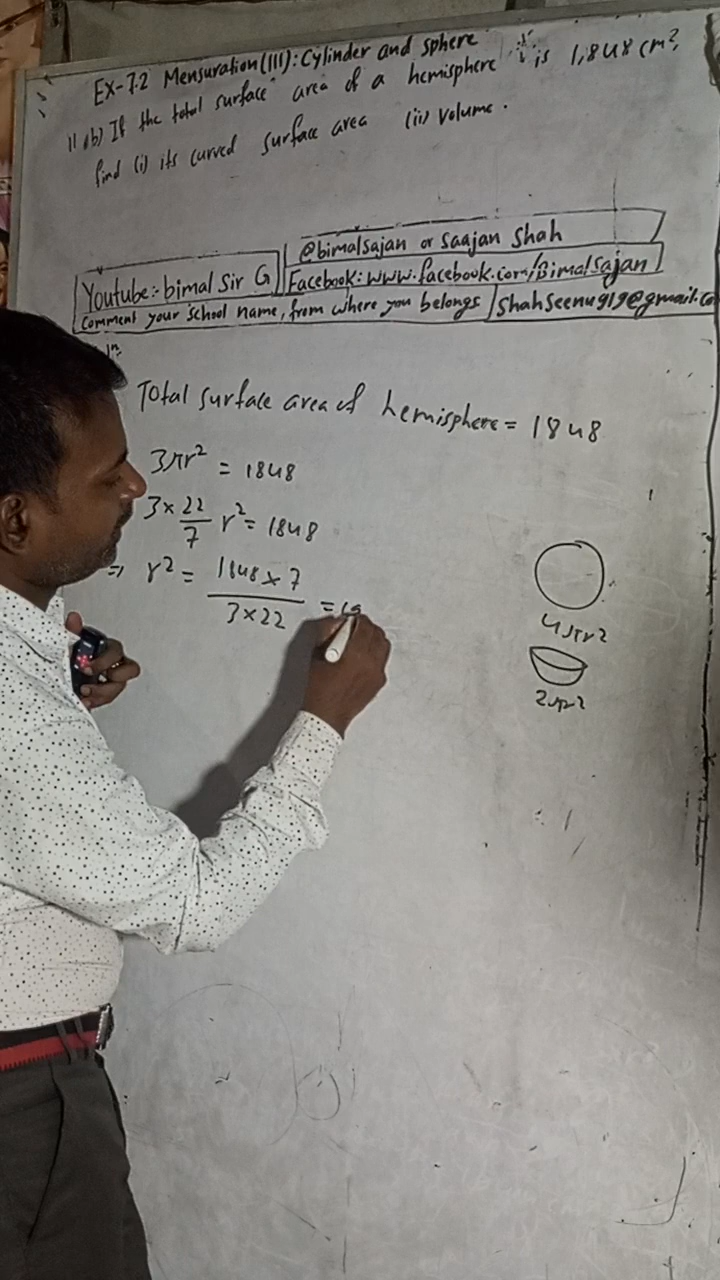 Ex-7.2 Mensuration(III): Cylinder and sphere
11.(b) If the total surface area of a hemisphere is 1,848 cm².
find (i) its curved surface area (ii) volume.
@bimalsajan or Saajan Shah
Youtube:- bimal Sir G
Facebook: www.facebook.com/Bimalsajan
Comment your school name, from where you belongs
Shahseenu919@gmail.co
Total surface area of hemisphere = 1848
3πr² = 1848
3 × 22/7 r² = 1848
⇒ r² = 1848 × 7 / 3 × 22 =
4πr²
2πr²